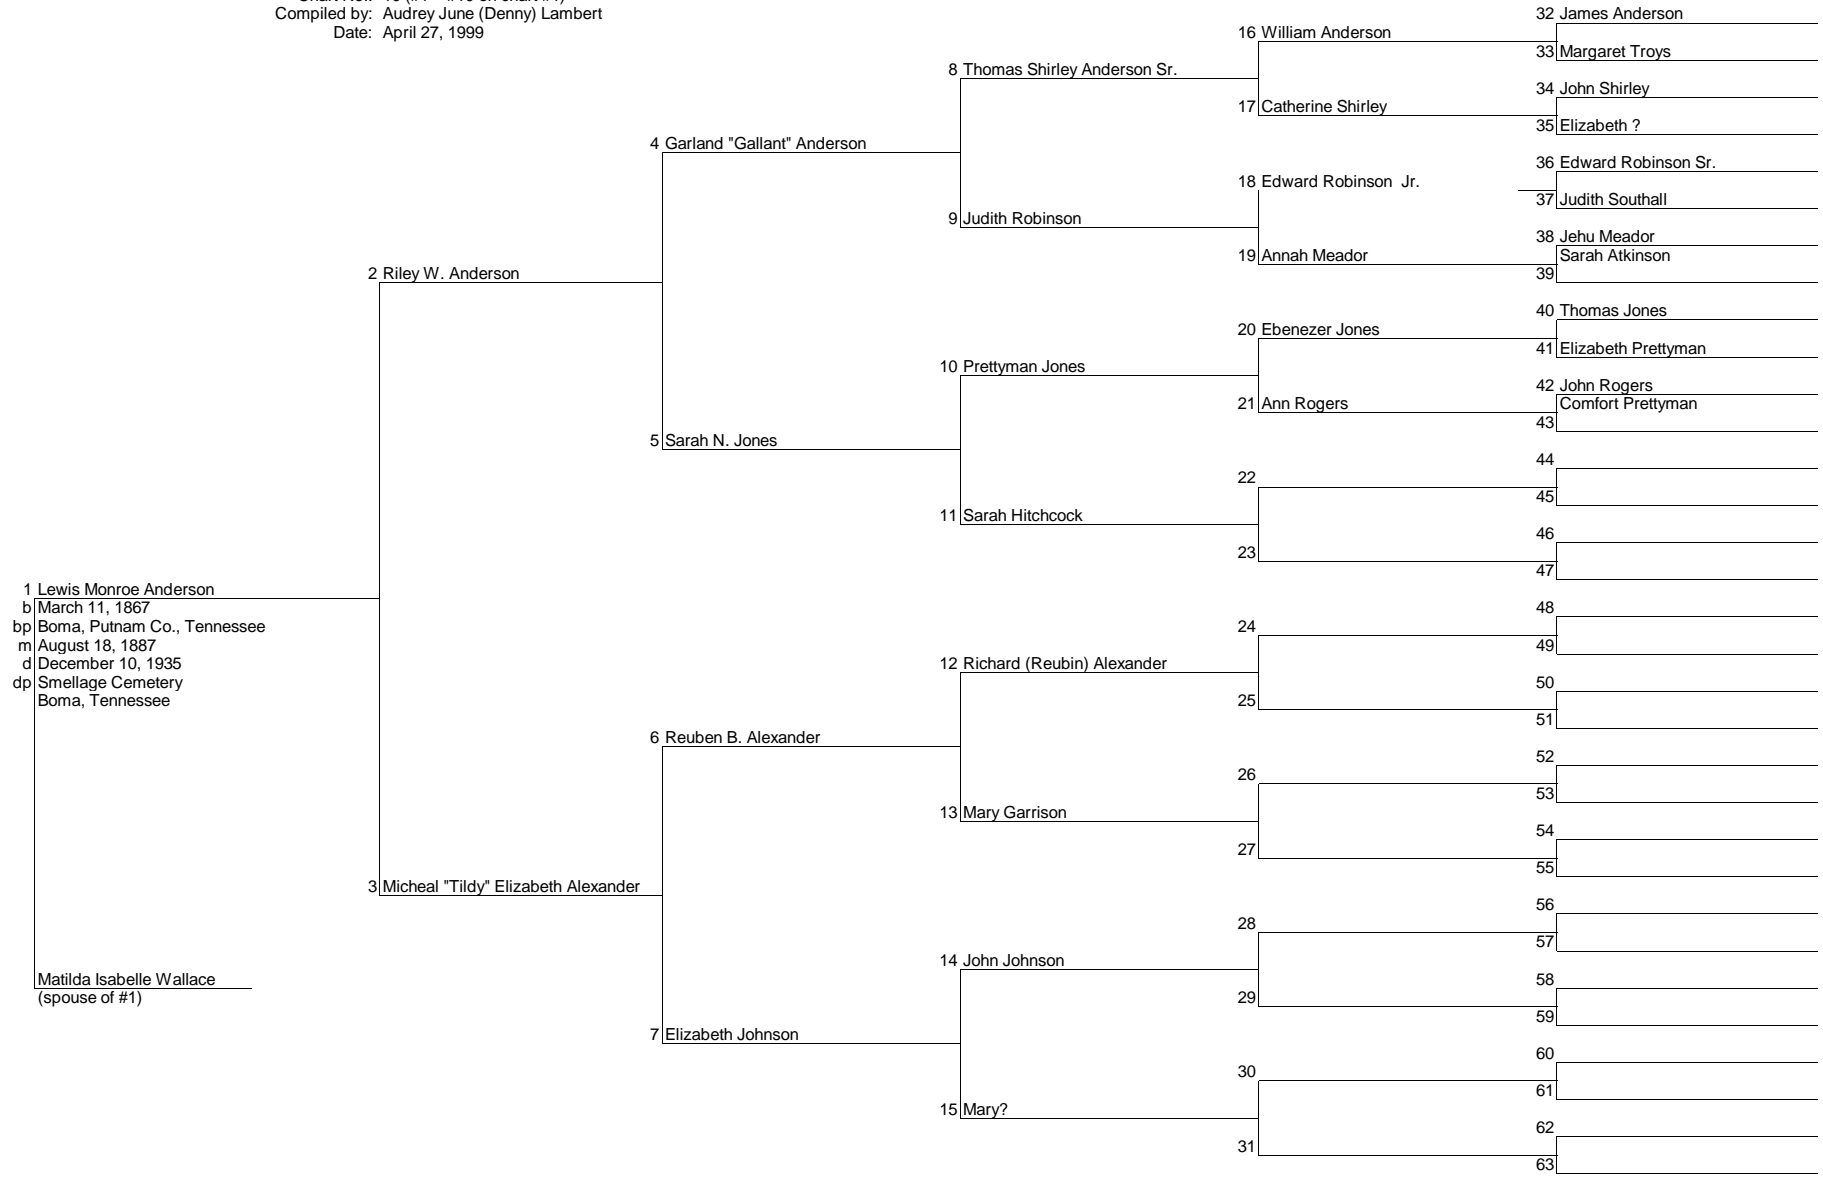 Compiled by: Audrey June (Denny) Lambert
Date: April 27, 1999
1 Lewis Monroe Anderson
b March 11, 1867
bp Boma, Putnam Co., Tennessee
m August 18, 1887
d December 10, 1935
dp Smellage Cemetery
Boma, Tennessee
Matilda Isabelle Wallace
(spouse of #1)
2 Riley W. Anderson
3 Micheal "Tildy" Elizabeth Alexander
4 Garland "Gallant" Anderson
5 Sarah N. Jones
6 Reuben B. Alexander
7 Elizabeth Johnson
8 Thomas Shirley Anderson Sr.
9 Judith Robinson
10 Prettyman Jones
11 Sarah Hitchcock
12 Richard (Reubin) Alexander
13 Mary Garrison
14 John Johnson
15 Mary?
16 William Anderson
17 Catherine Shirley
18 Edward Robinson Jr.
19 Annah Meador
20 Ebenezer Jones
21 Ann Rogers
22
23
24
25
26
27
28
29
30
31
32 James Anderson
33 Margaret Troys
34 John Shirley
35 Elizabeth ?
36 Edward Robinson Sr.
37 Judith Southall
38 Jehu Meador
Sarah Atkinson
39
40 Thomas Jones
41 Elizabeth Prettyman
42 John Rogers
Comfort Prettyman
43
44
45
46
47
48
49
50
51
52
53
54
55
56
57
58
59
60
61
62
63